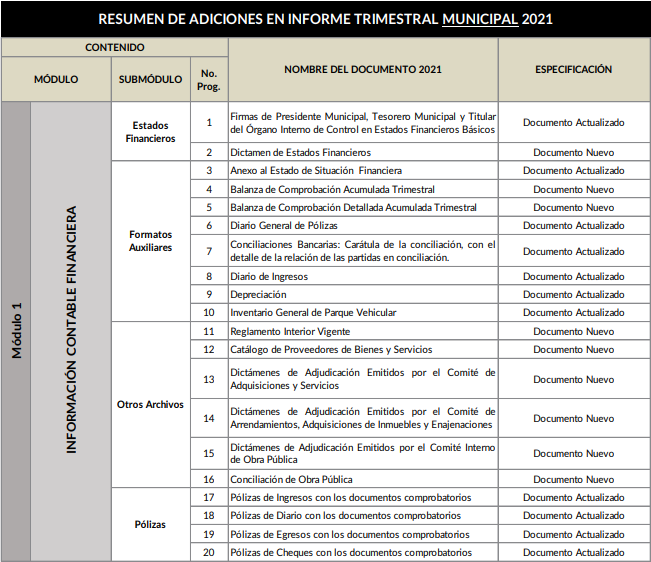 RESUMEN DE ADICIONES EN INFORME TRIMESTRAL MUNICIPAL 2021
CONTENIDO
MÓDULO
SUBMÓDULO
No.
Prog.
NOMBRE DEL DOCUMENTO 2021
ESPECIFICACIÓN
Módulo 1
INFORMACIÓN CONTABLE FINANCIERA
Estados
Financieros
1
Firmas de Presidente Municipal, Tesorero Municipal y Titular
del Órgano Interno de Control en Estados Financieros Básicos
Documento Actualizado
2 Dictamen de Estados Financieros Documento Nuevo
Formatos
Auxiliares
3 Anexo al Estado de Situación Financiera Documento Actualizado
4 Balanza de Comprobación Acumulada Trimestral Documento Nuevo
5 Balanza de Comprobación Detallada Acumulada Trimestral Documento Nuevo
6 Diario General de Pólizas Documento Actualizado
7
Conciliaciones Bancarias: Carátula de la conciliación, con el
detalle de la relación de las partidas en conciliación.
Documento Actualizado
8 Diario de Ingresos Documento Actualizado
9 Depreciación Documento Actualizado
10 Inventario General de Parque Vehicular Documento Actualizado
Otros Archivos
11 Reglamento Interior Vigente Documento Nuevo
12 Catálogo de Proveedores de Bienes y Servicios Documento Nuevo
13
Dictámenes de Adjudicación Emitidos por el Comité de
Adquisiciones y Servicios
Documento Nuevo
14
Dictámenes de Adjudicación Emitidos por el Comité de
Arrendamientos, Adquisiciones de Inmuebles y Enajenaciones
Documento Nuevo
15
Dictámenes de Adjudicación Emitidos por el Comité Interno
de Obra Pública
Documento Nuevo
16 Conciliación de Obra Pública Documento Nuevo
Pólizas
17 Pólizas de Ingresos con los documentos comprobatorios Documento Actualizado
18 Pólizas de Diario con los documentos comprobatorios Documento Actualizado
19 Pólizas de Egresos con los documentos comprobatorios Documento Actualizado
20 Pólizas de Cheques con los documentos comprobatorios Documento Actualizado